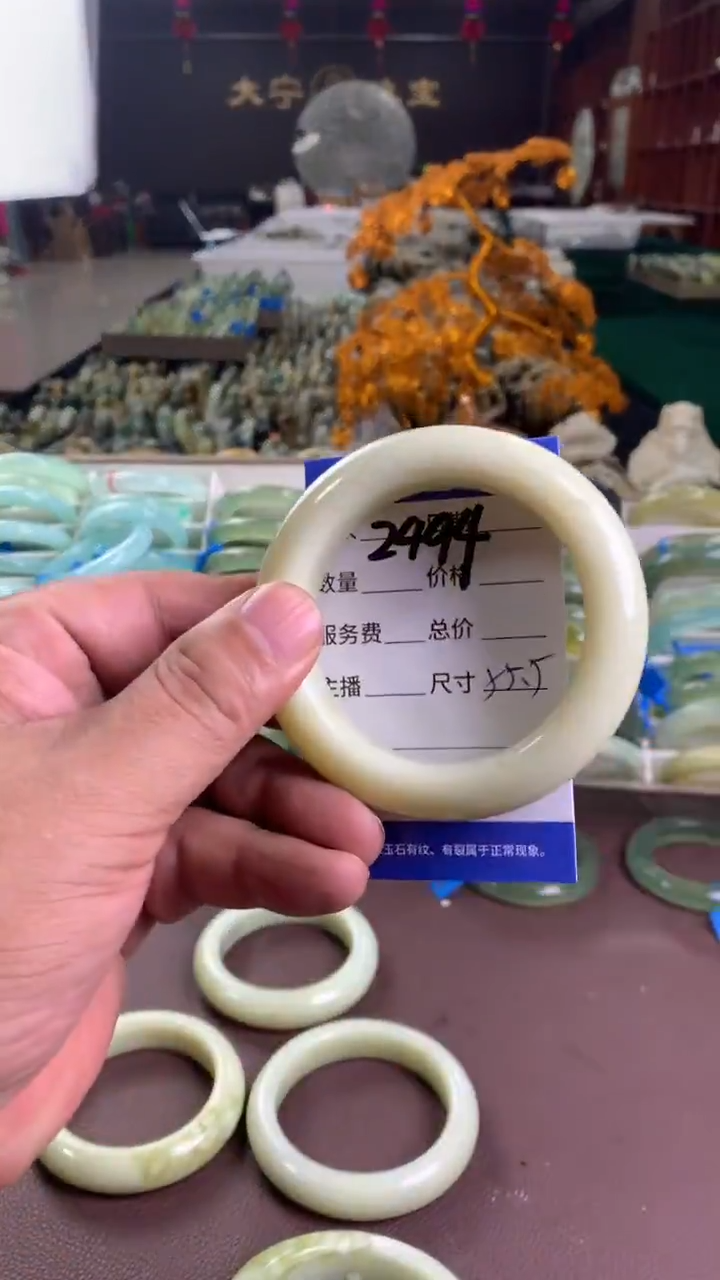 大宁 宝
2494
数量 价格
服务费 总价
主播 尺寸 55.5
玉石有纹、有裂属于正常现象。